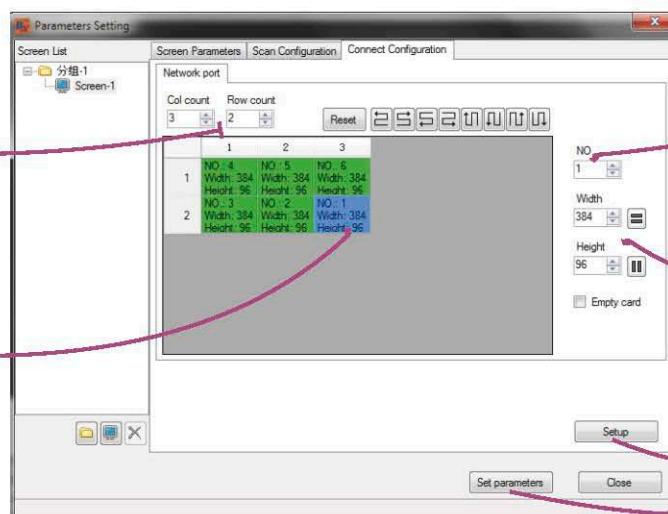 Parameters Setting
Screen List
Screen Parameters Scan Configuration Connect Configuration
分组-1
Screen-1
Network port
Col count Row count
3 2 Reset
1 2 3
NO.: 4 NO.: 5 NO.: 6
1 Width: 384 Width: 384 Width: 384
Height: 96 Height: 96 Height: 96
NO.: 3 NO.: 2 NO.: 1
2 Width: 384 Width: 384 Width: 384
Height: 96 Height: 96 Height: 96
NO
1
Width
384
Height
96
Empty card
Setup
Set parameters Close